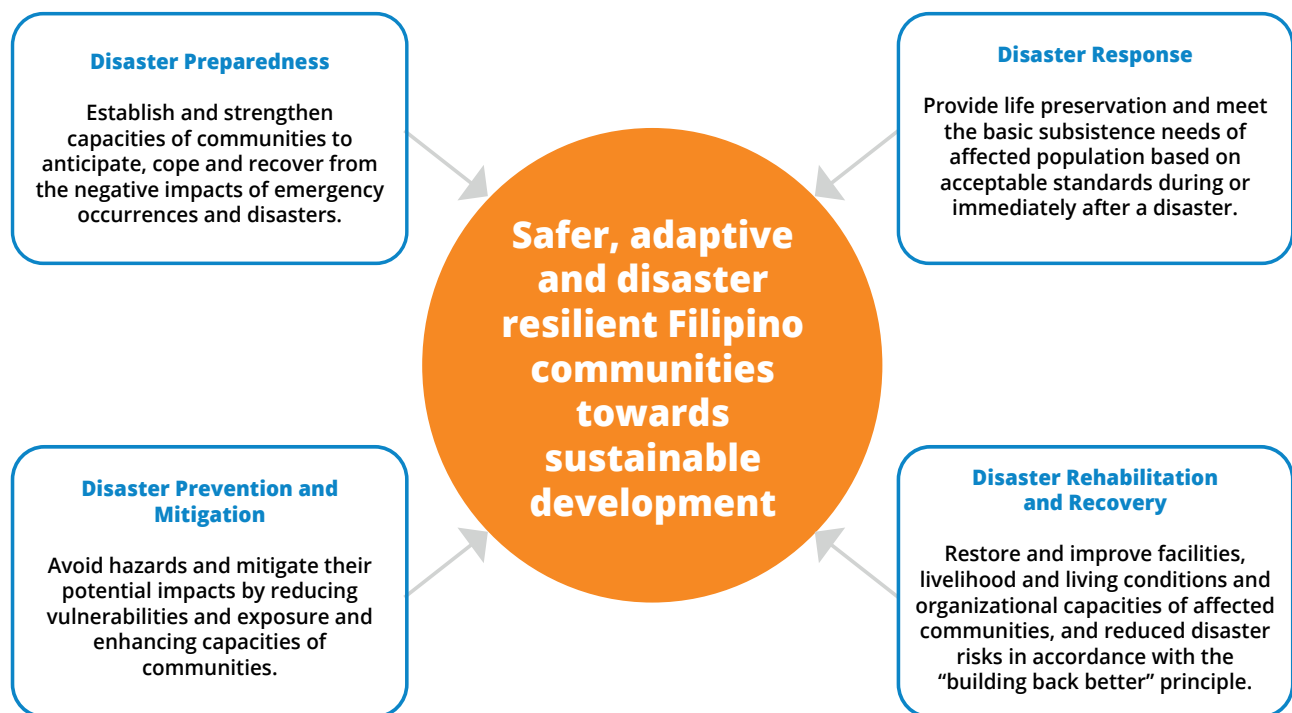 Disaster Preparedness
Establish and strengthen
capacities of communities to
anticipate, cope and recover from
the negative impacts of emergency
occurrences and disasters.
Disaster Response
Provide life preservation and meet
the basic subsistence needs of
affected population based on
acceptable standards during or
immediately after a disaster.
Safer, adaptive
and disaster
resilient Filipino
communities
towards
sustainable
development
Disaster Prevention and
Mitigation
Avoid hazards and mitigate their
potential impacts by reducing
vulnerabilities and exposure and
enhancing capacities of
communities.
Disaster Rehabilitation
and Recovery
Restore and improve facilities,
livelihood and living conditions and
organizational capacities of affected
communities, and reduced disaster
risks in accordance with the
“building back better” principle.